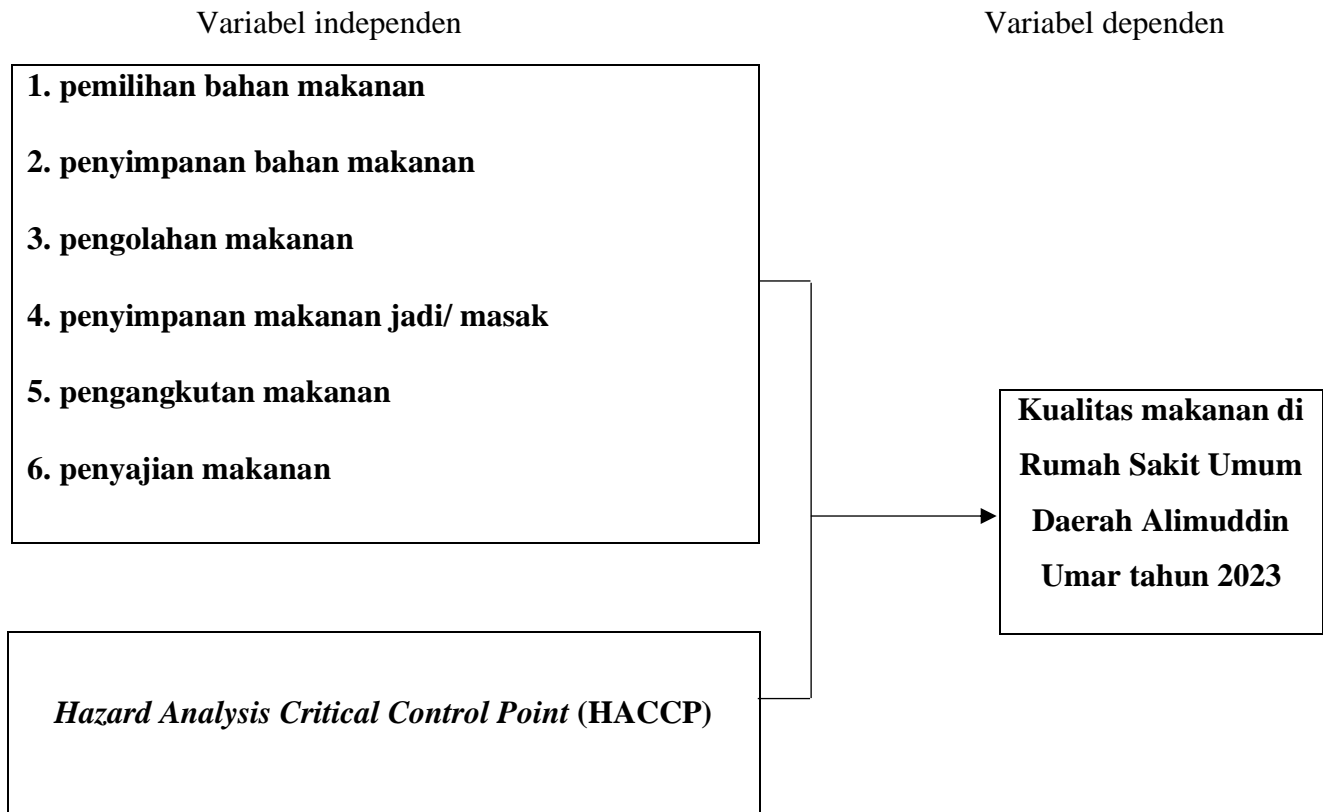 Variabel independen
Variabel dependen
1. pemilihan bahan makanan
2. penyimpanan bahan makanan
3. pengolahan makanan
4. penyimpanan makanan jadi/ masak
5. pengangkutan makanan
6. penyajian makanan
Hazard Analysis Critical Control Point (HACCP)
Kualitas makanan di
Rumah Sakit Umum
Daerah Alimuddin
Umar tahun 2023